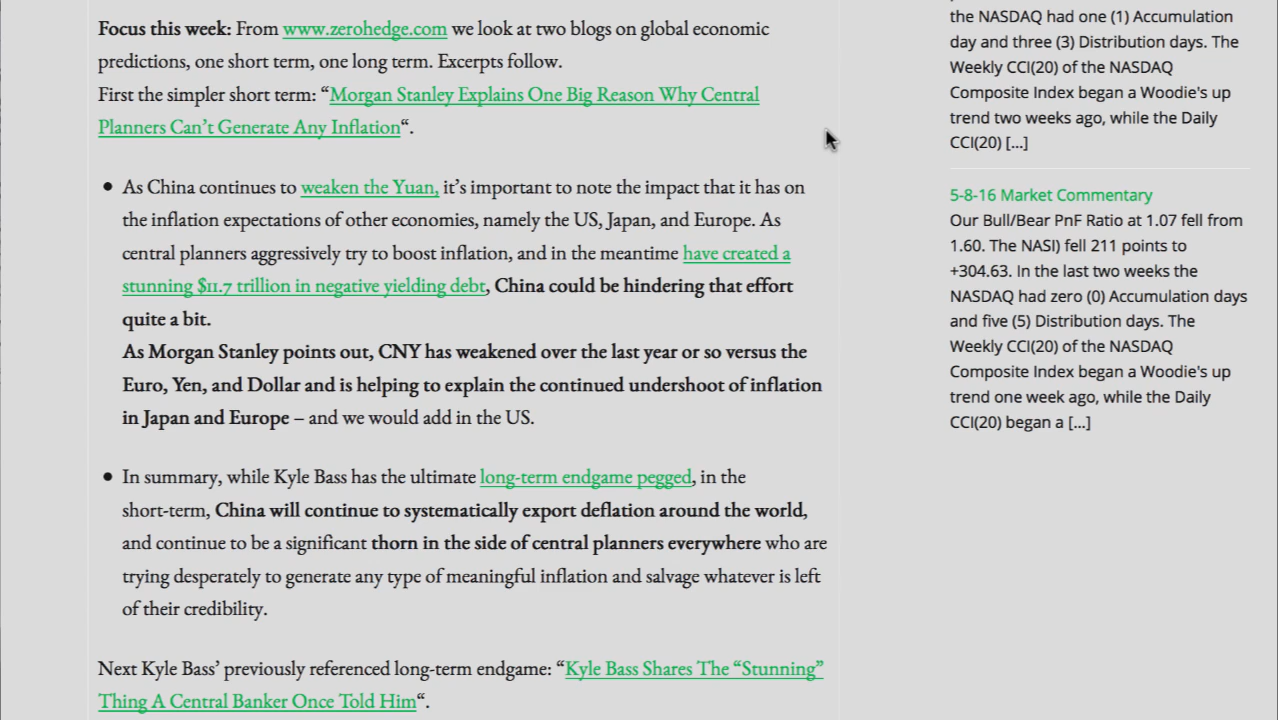 Focus this week: From www.zerohedge.com we look at two blogs on global economic
predictions, one short term, one long term. Excerpts follow.
First the simpler short term: “Morgan Stanley Explains One Big Reason Why Central
Planners Can’t Generate Any Inflation“.
• As China continues to weaken the Yuan, it’s important to note the impact that it has on
the inflation expectations of other economies, namely the US, Japan, and Europe. As
central planners aggressively try to boost inflation, and in the meantime have created a
stunning $11.7 trillion in negative yielding debt, China could be hindering that effort
quite a bit.
As Morgan Stanley points out, CNY has weakened over the last year or so versus the
Euro, Yen, and Dollar and is helping to explain the continued undershoot of inflation
in Japan and Europe – and we would add in the US.
• In summary, while Kyle Bass has the ultimate long-term endgame pegged, in the
short-term, China will continue to systematically export deflation around the world,
and continue to be a significant thorn in the side of central planners everywhere who are
trying desperately to generate any type of meaningful inflation and salvage whatever is left
of their credibility.
Next Kyle Bass’ previously referenced long-term endgame: “Kyle Bass Shares The “Stunning”
Thing A Central Banker Once Told Him“.
the NASDAQ had one (1) Accumulation
day and three (3) Distribution days. The
Weekly CCI(20) of the NASDAQ
Composite Index began a Woodie's up
trend two weeks ago, while the Daily
CCI(20) [...]
5-8-16 Market Commentary
Our Bull/Bear PnF Ratio at 1.07 fell from
1.60. The NASI) fell 211 points to
+304.63. In the last two weeks the
NASDAQ had zero (0) Accumulation days
and five (5) Distribution days. The
Weekly CCI(20) of the NASDAQ
Composite Index began a Woodie's up
trend one week ago, while the Daily
CCI(20) began a [...]